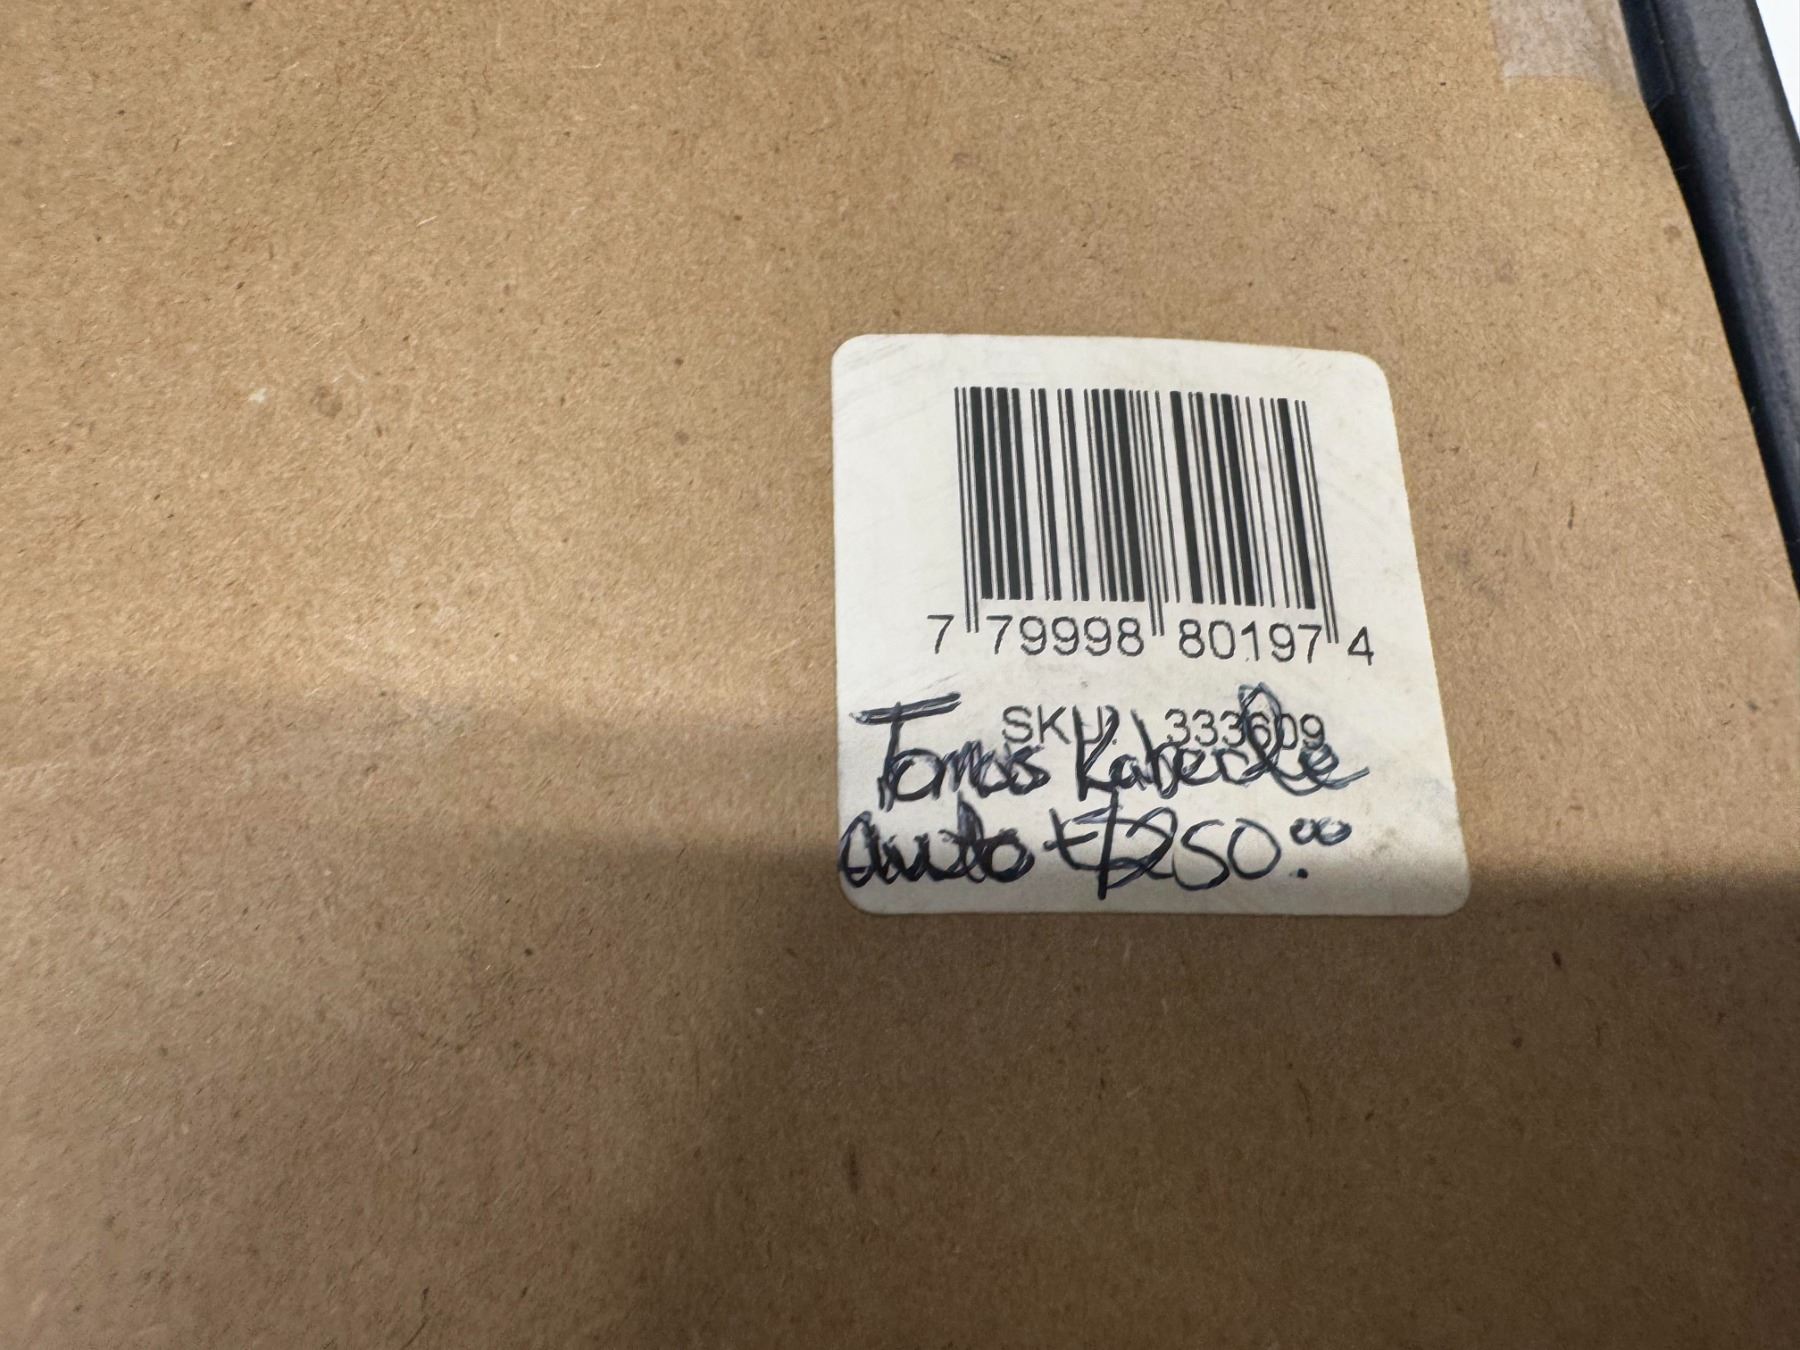 7 79998 80197 4
SKU: 333609
Tomas Kaberle
auto $250.00